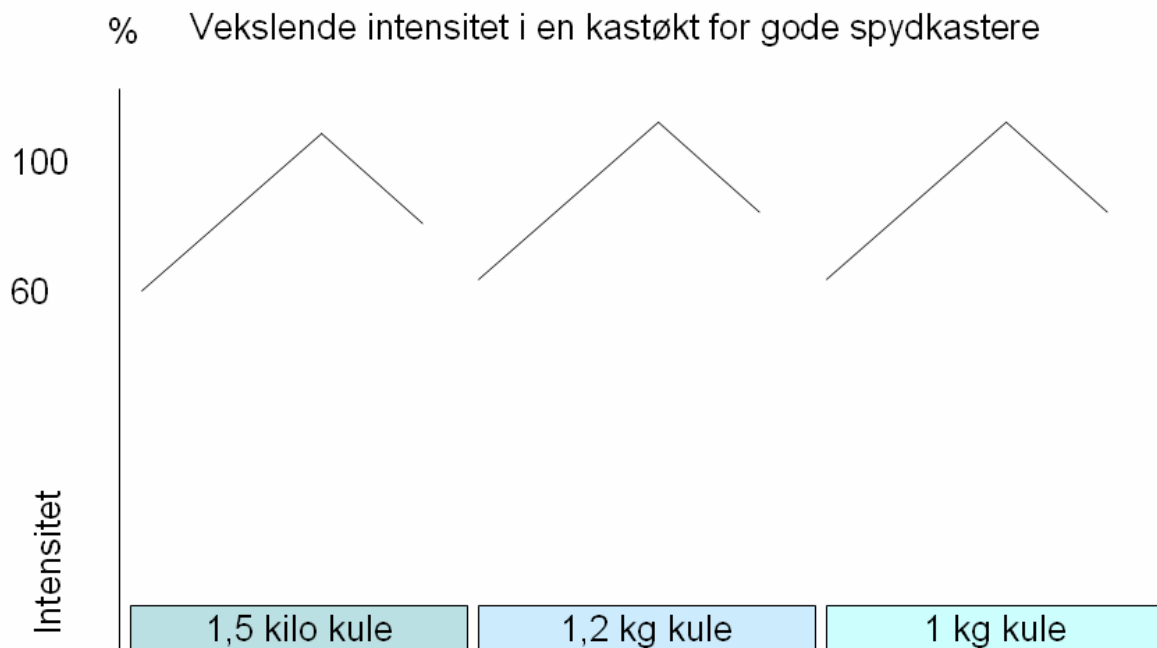 % Vekslende intensitet i en kastøkt for gode spydkastere
100
60
Intensitet
1,5 kilo kule
1,2 kg kule
1 kg kule